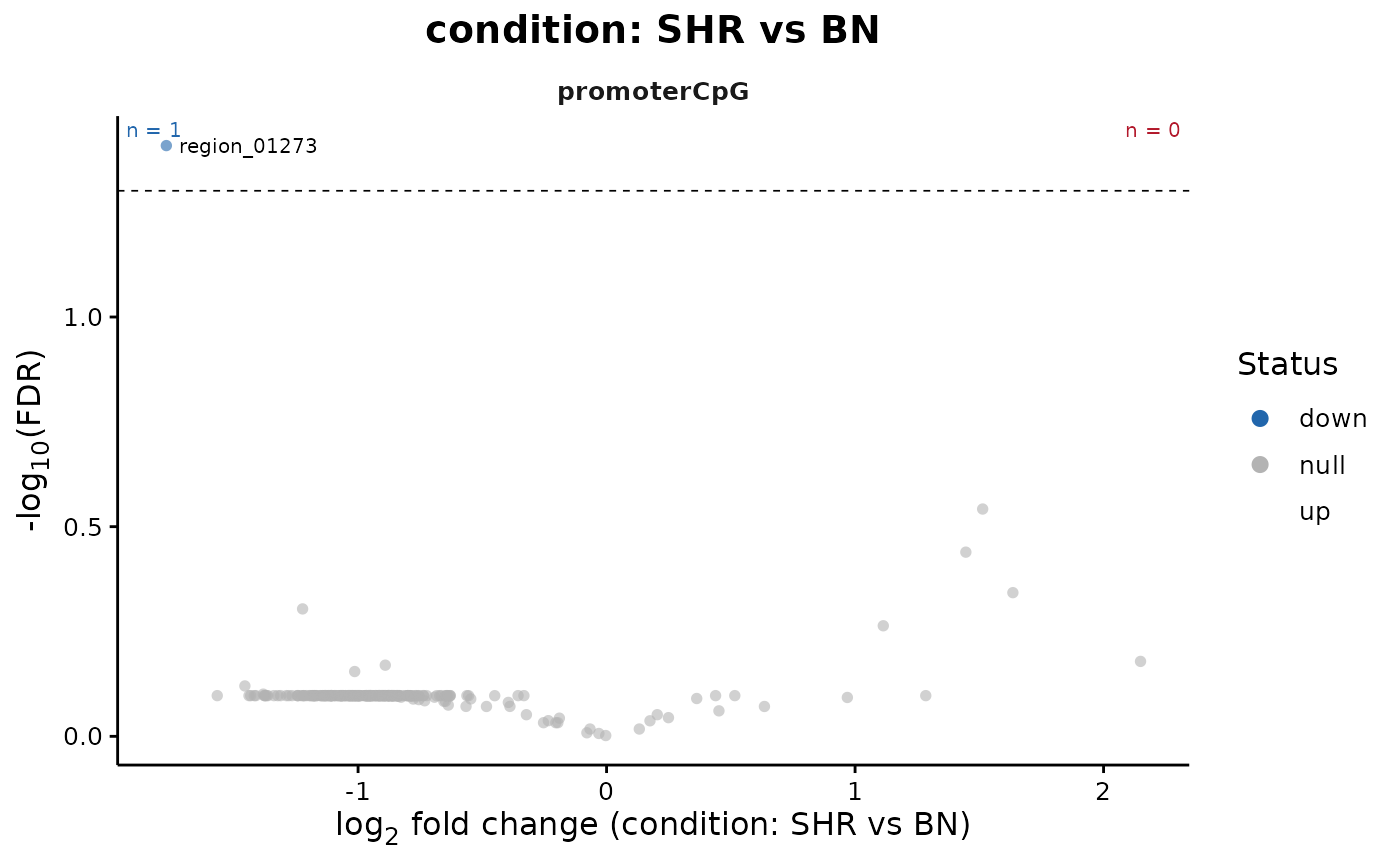 condition: SHR vs BN
promoterCpG
n = 1
n = 0
region_01273
1.0
0.5
0.0
-log10(FDR)
-1
0
1
2
log2 fold change (condition: SHR vs BN)
Status
down
null
up